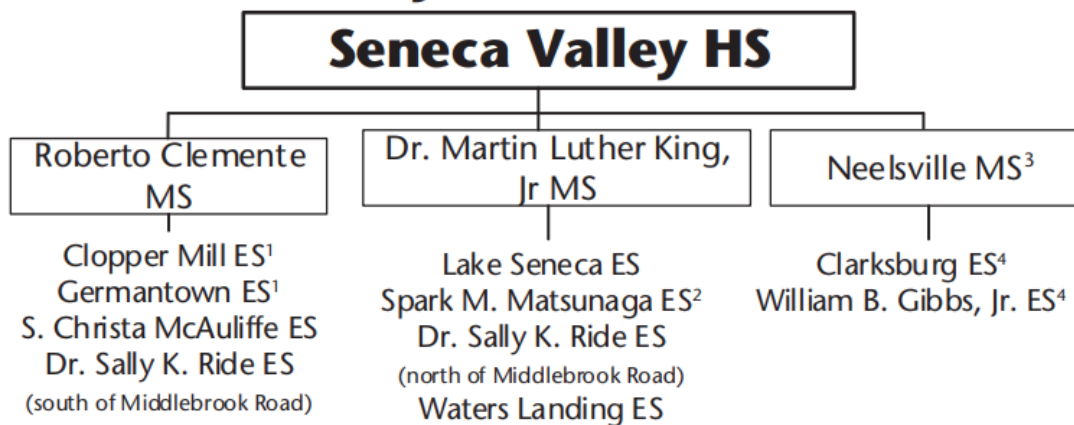 Seneca Valley HS
Roberto Clemente
MS
Dr. Martin Luther King,
Jr MS
Neelsville MS³
Clopper Mill ES¹
Germantown ES¹
S. Christa McAuliffe ES
Dr. Sally K. Ride ES
(south of Middlebrook Road)
Lake Seneca ES
Spark M. Matsunaga ES²
Dr. Sally K. Ride ES
(north of Middlebrook Road)
Waters Landing ES
Clarksburg ES⁴
William B. Gibbs, Jr. ES⁴